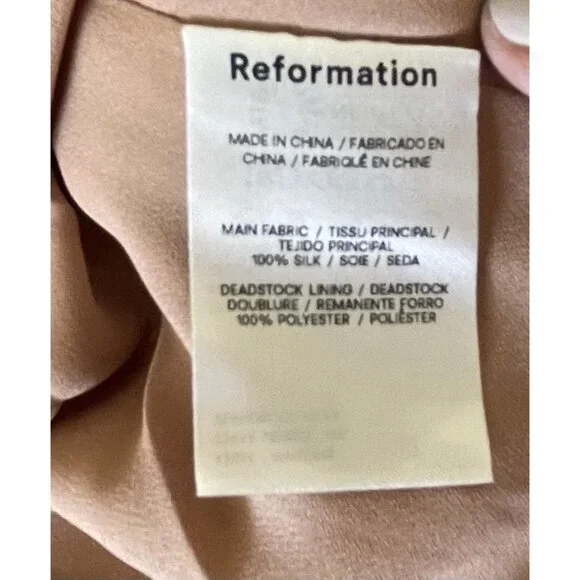 Reformation
MADE IN CHINA / FABRICADO EN
CHINA / FABRIQUÉ EN CHINE
MAIN FABRIC / TISSU PRINCIPAL /
TEJIDO PRINCIPAL
100% SILK / SOIE / SEDA
DEADSTOCK LINING / DEADSTOCK
DOUBLURE / REMANENTE FORRO
100% POLYESTER / POLIÉSTER